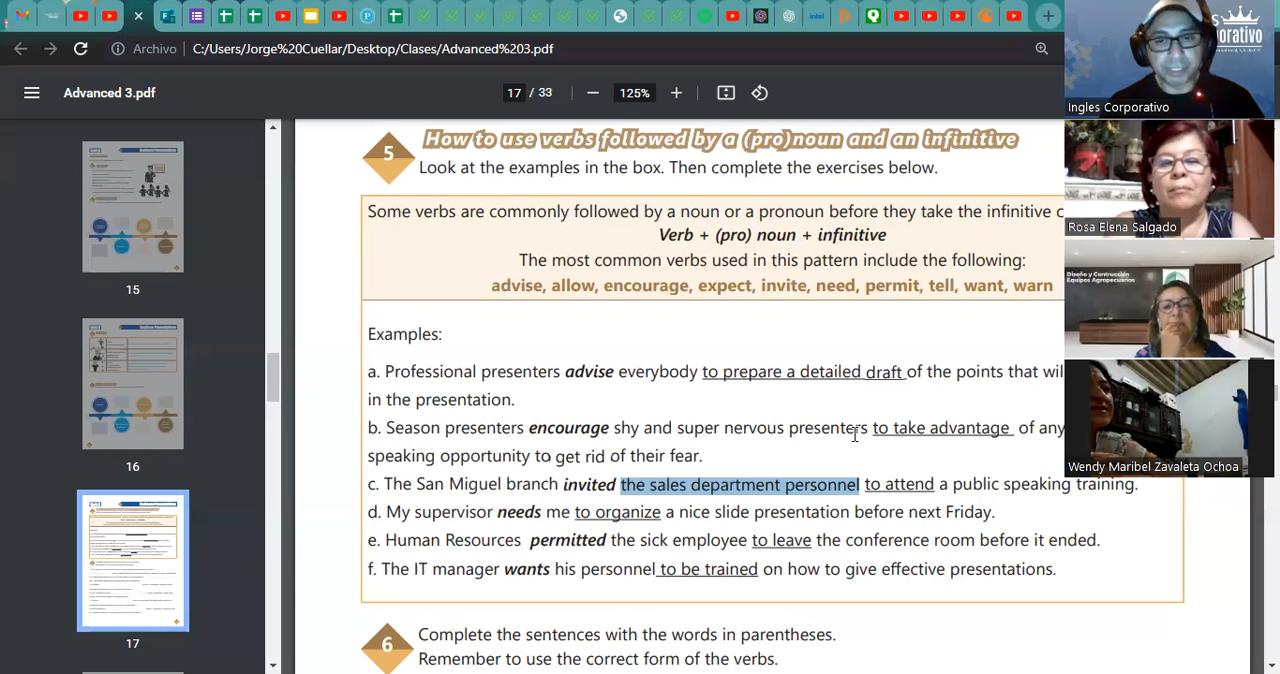 Archivo
C:/Users/Jorge%20Cuellar/Desktop/Clases/Advanced%203.pdf
Advanced 3.pdf
17 / 33
125%
15
16
17
5
How to use verbs followed by a (pro)noun and an infinitive
Look at the examples in the box. Then complete the exercises below.
Some verbs are commonly followed by a noun or a pronoun before they take the infinitive
Verb + (pro) noun + infinitive
The most common verbs used in this pattern include the following:
advise, allow, encourage, expect, invite, need, permit, tell, want, warn
Examples:
a. Professional presenters advise everybody to prepare a detailed draft of the points that
in the presentation.
b. Season presenters encourage shy and super nervous presenters to take advantage of any
speaking opportunity to get rid of their fear.
c. The San Miguel branch invited the sales department personnel to attend a public speaking training.
d. My supervisor needs me to organize a nice slide presentation before next Friday.
e. Human Resources permitted the sick employee to leave the conference room before it ended.
f. The IT manager wants his personnel to be trained on how to give effective presentations.
6
Complete the sentences with the words in parentheses.
Remember to use the correct form of the verbs.
Ingles Corporativo
Rosa Elena Salgado
Diseño y Construcción
Equipos Agropecuarios
Wendy Maribel Zavaleta Ochoa